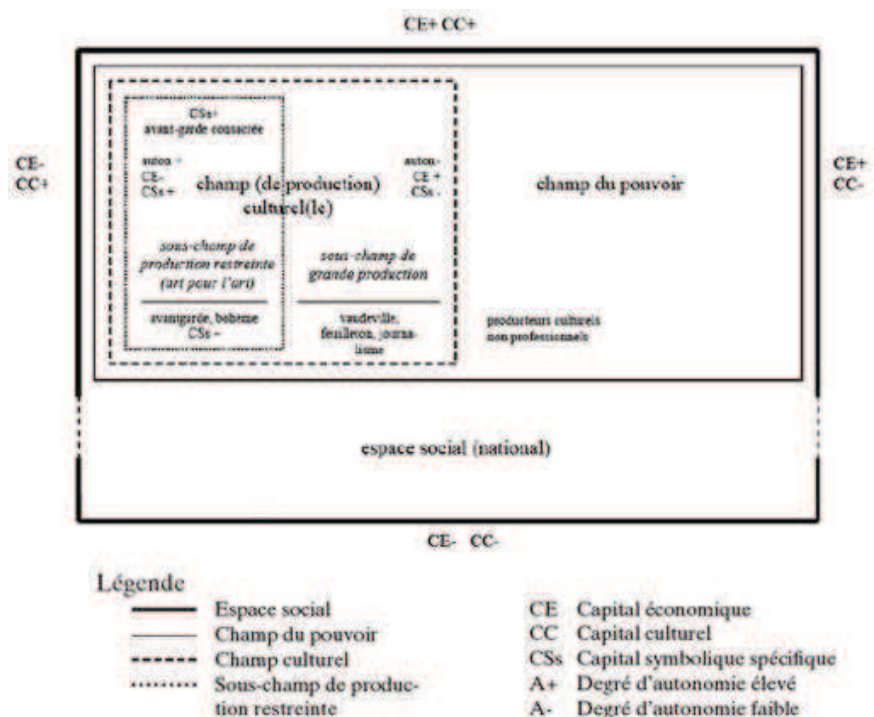 CE+ CC+
CSs+
avant-garde consacrée
CE-
CC+
auton +
CE-
CSs +
champ (de production)
culturel(le)
auton-
CE +
CSs -
champ du pouvoir
CE+
CC-
sous-champ de
production restreinte
(art pour l'art)
sous-champ de
grande production
avantgarde, bohème
CSs –
vaudeville,
feuilleton, journa-
lisme
producteurs culturels
non professionnels
espace social (national)
CE- CC-
Légende
Espace social
Champ du pouvoir
Champ culturel
Sous-champ de produc-
tion restreinte
CE Capital économique
CC Capital culturel
CSs Capital symbolique spécifique
A+ Degré d'autonomie élevé
A- Degré d'autonomie faible